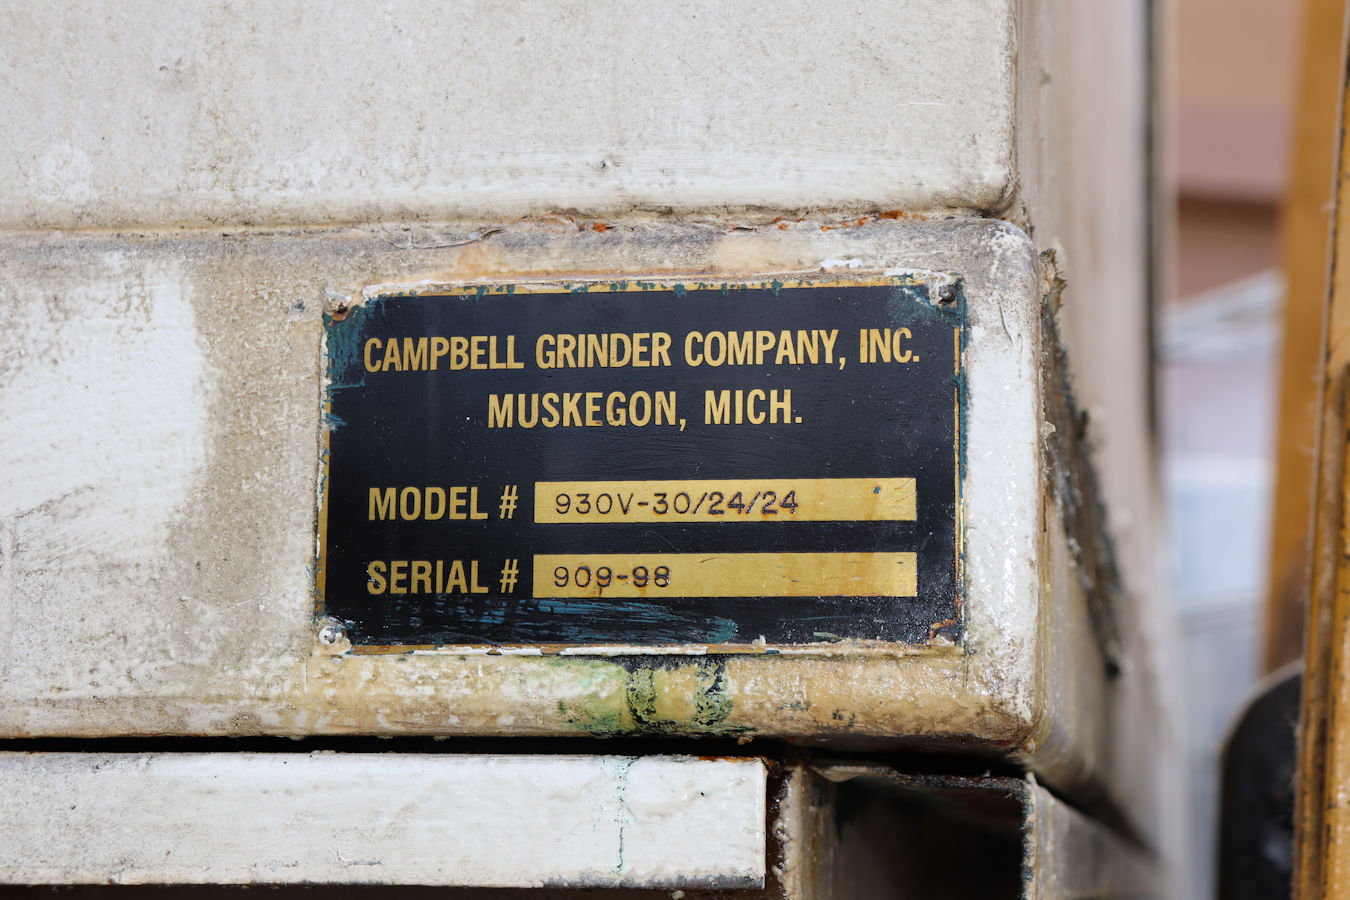 CAMPBELL GRINDER COMPANY, INC.
MUSKEGON, MICH.
MODEL # 930V-30/24/24
SERIAL # 909-98